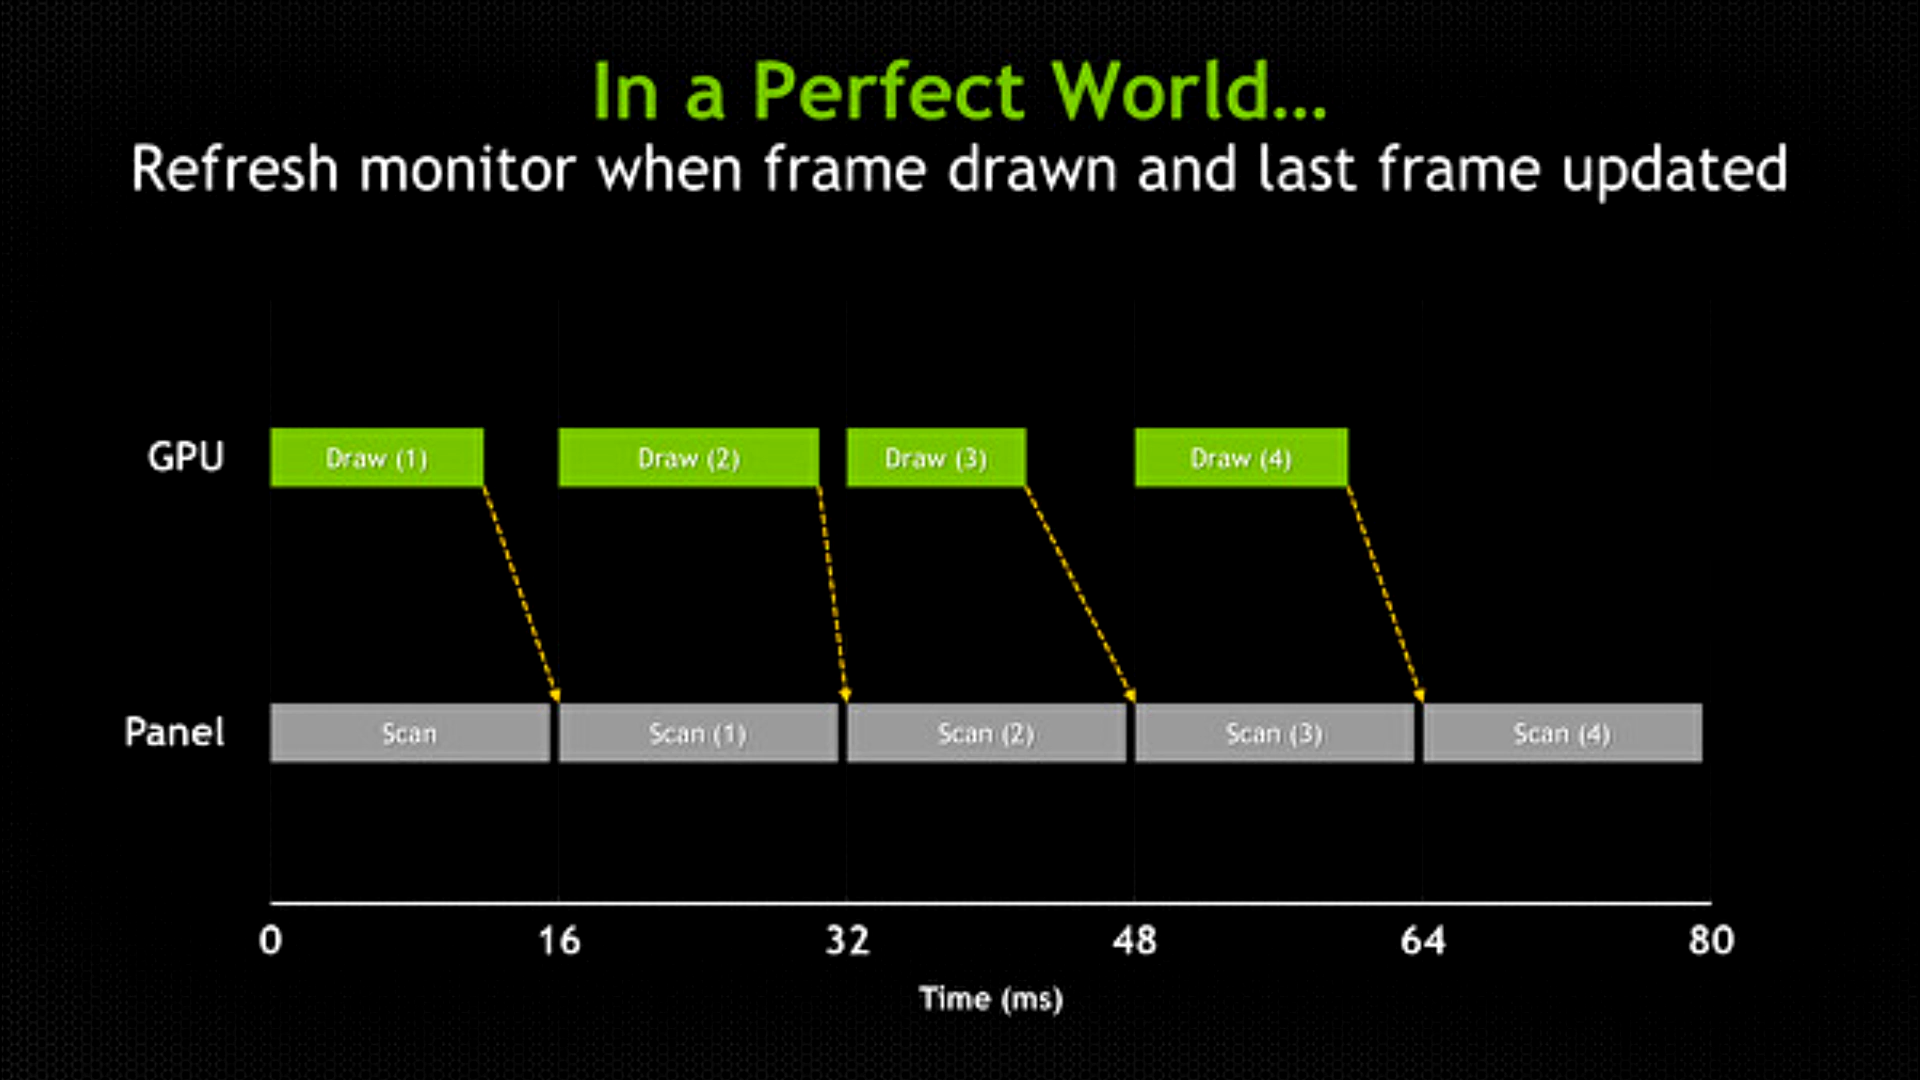 In a Perfect World...
Refresh monitor when frame drawn and last frame updated
GPU
Draw (1)
Draw (2)
Draw (3)
Draw (4)
Panel
Scan
Scan (1)
Scan (2)
Scan (3)
Scan (4)
0
16
32
48
64
80
Time (ms)